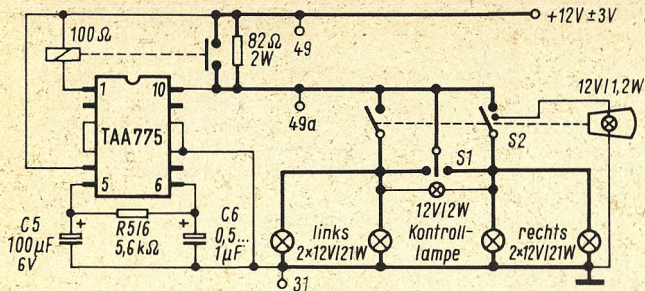 +12V ±3V
100Ω
82Ω
2W
49
1
10
12V/1,2W
49a
TAA775
S1
S2
5
6
12V/2W
C5
100µF
6V
R5/6
5,6kΩ
C6
0,5...
1µF
links
2×12V/21W
Kontroll-
lampe
rechts
2×12V/21W
31